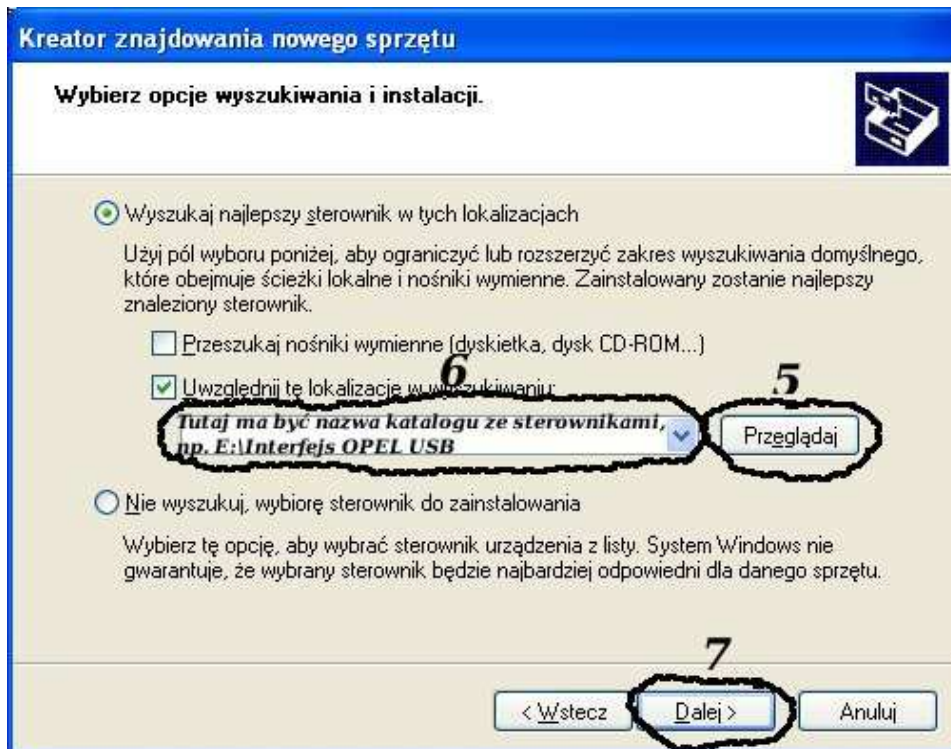 Kreator znajdowania nowego sprzętu
Wybierz opcje wyszukiwania i instalacji.
Wyszukaj najlepszy sterownik w tych lokalizacjach
Użyj pól wyboru poniżej, aby ograniczyć lub rozszerzyć zakres wyszukiwania domyślnego,
które obejmuje ścieżki lokalne i nośniki wymienne. Zainstalowany zostanie najlepszy
znaleziony sterownik.
Przeszukaj nośniki wymienne (dyskietka, dysk CD-ROM...)
6
5
Uwzględnij tę lokalizację w wyszukiwaniu:
Tutaj ma być nazwa katalogu ze sterownikami,
np. E:\Interfejs OPEL USB
Przeglądaj
Nie wyszukuj, wybiorę sterownik do zainstalowania
Wybierz tę opcję, aby wybrać sterownik urządzenia z listy. System Windows nie
gwarantuje, że wybrany sterownik będzie najbardziej odpowiedni dla danego sprzętu.
7
< Wstecz Dalej > Anuluj